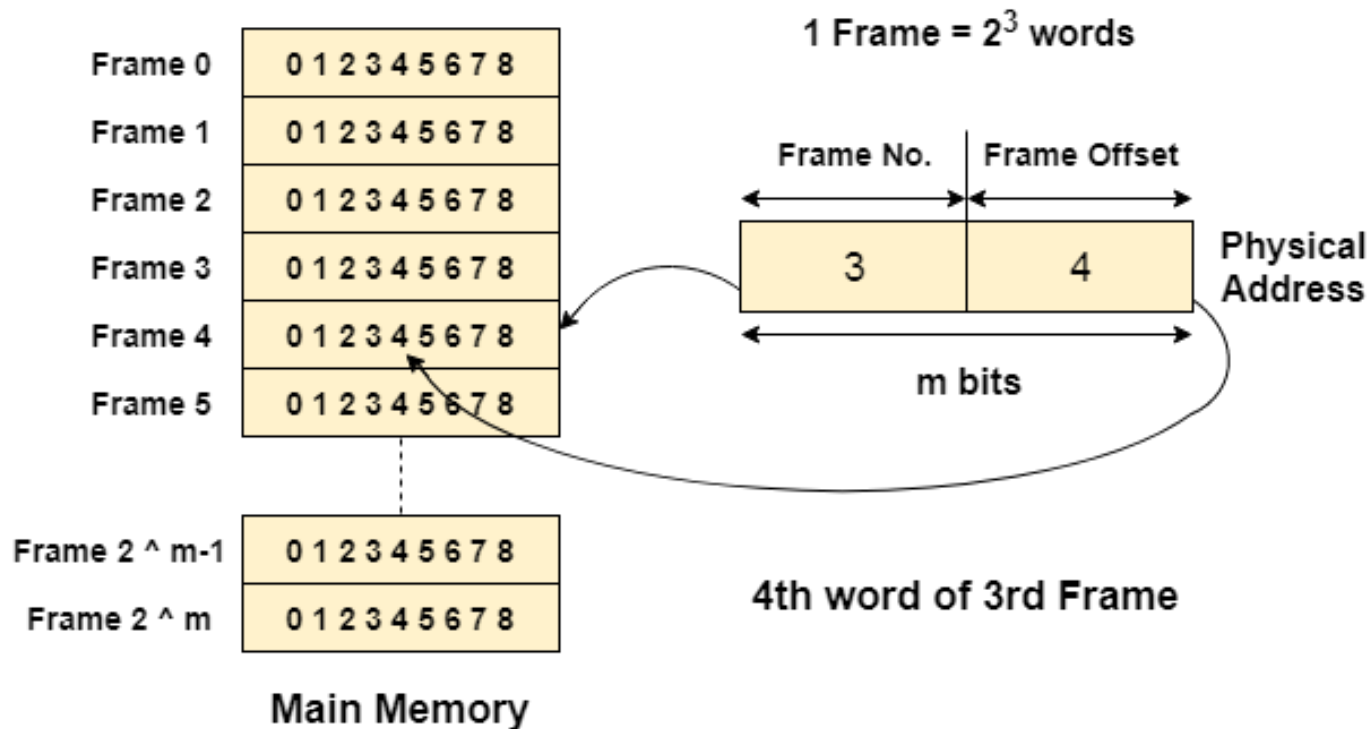 Frame 0 0 1 2 3 4 5 6 7 8
Frame 1 0 1 2 3 4 5 6 7 8
Frame 2 0 1 2 3 4 5 6 7 8
Frame 3 0 1 2 3 4 5 6 7 8
Frame 4 0 1 2 3 4 5 6 7 8
Frame 5 0 1 2 3 4 5 6 7 8
Frame 2 ^ m-1 0 1 2 3 4 5 6 7 8
Frame 2 ^ m 0 1 2 3 4 5 6 7 8
Main Memory
1 Frame = 2³ words
Frame No. Frame Offset
3 4
Physical
Address
m bits
4th word of 3rd Frame